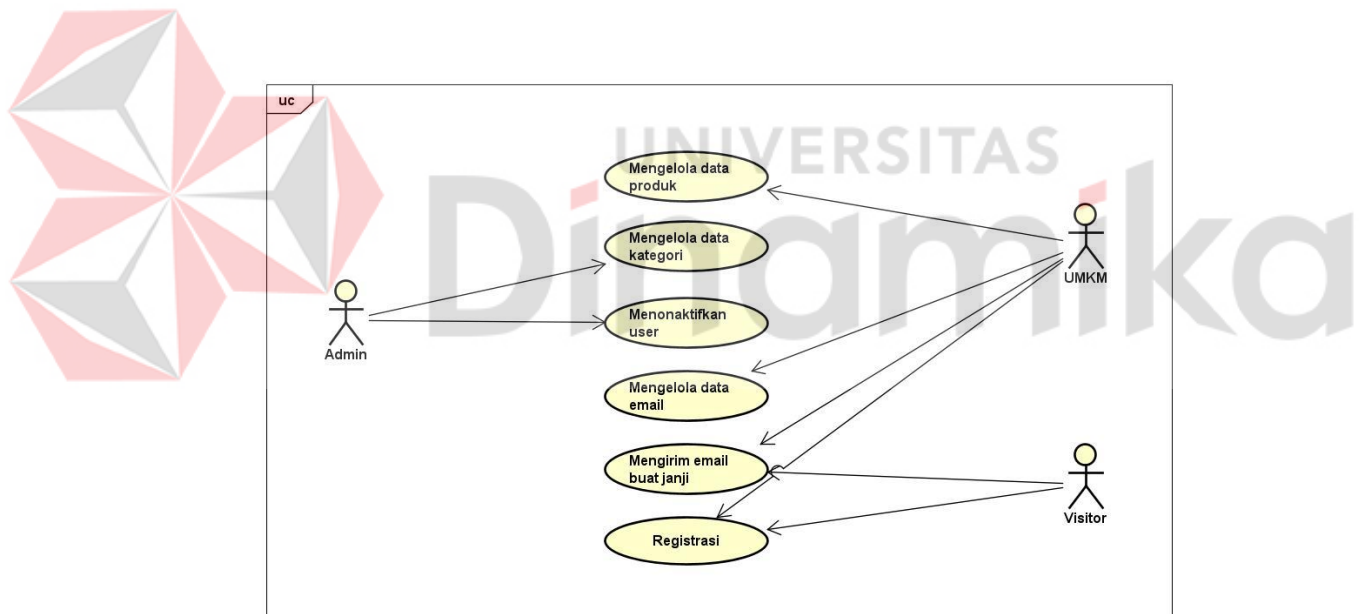 uc
UNIVERSITAS
Dinamika
Mengelola data
produk
Mengelola data
kategori
Menonaktifkan
user
Mengelola data
email
Mengirim email
buat janji
Registrasi
Admin
UMKM
Visitor